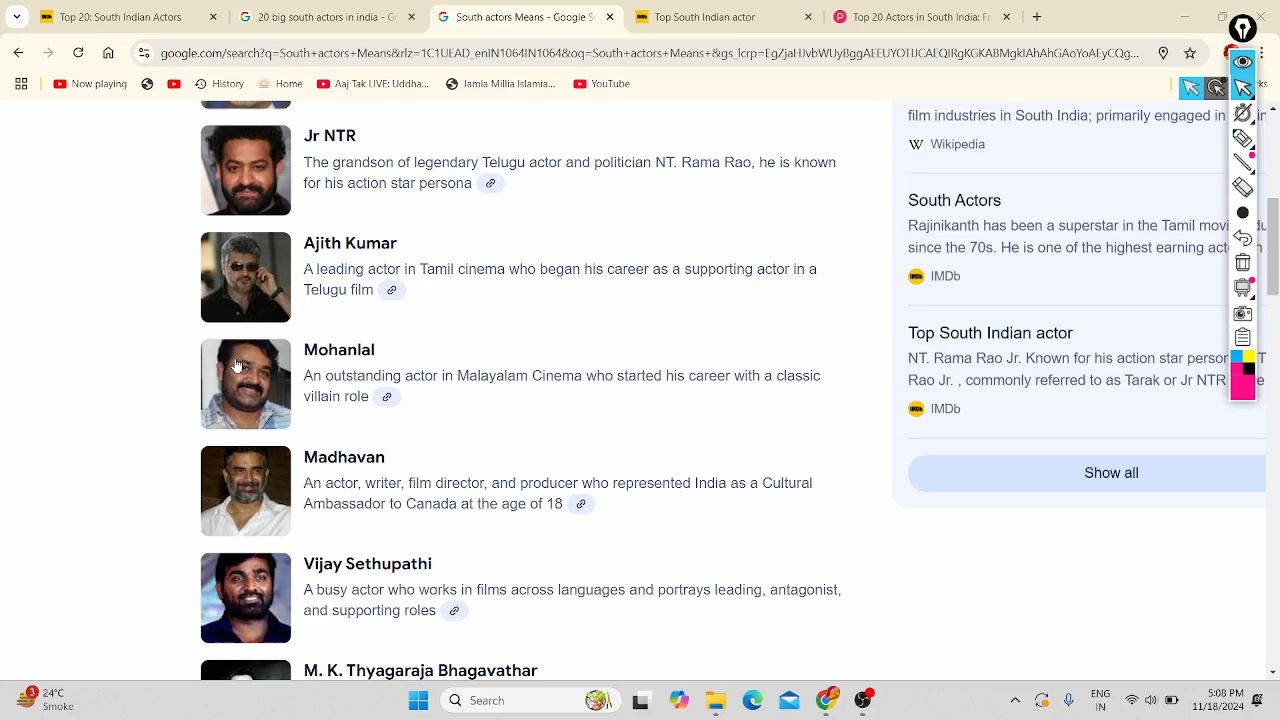 Top 20: South Indian Actors
20 big south actors in india - G
South actors Means - Google S
Top 20: South Indian
Top 20 Actors of South India: Fr
google.com/search?q=South+actors+Means&rlz=1C1UEAD_enIN1064IN1061&oq=South+actors+Means+&gs_lcrp=
Now playing
History
Home
Aaj Tak LIVE: Uddha...
Jamia Millia Islamia-...
YouTube
Jr NTR
The grandson of legendary Telugu actor and politician NT. Rama Rao, he is known
for his action star persona
Ajith Kumar
A leading actor in Tamil cinema who began his career as a supporting actor in a
Telugu film
Mohanlal
An outstanding actor in Malayalam Cinema who started his career with a classic
villain role
Madhavan
An actor, writer, film director, and producer who represented India as a Cultural
Ambassador to Canada at the age of 18
Vijay Sethupathi
A busy actor who works in films across languages and portrays leading, antagonist,
and supporting roles
M. K. Thyagaraja Bhagavathar
film industries in South India; primarily engaged in
W Wikipedia
South Actors
Rajinikanth has been a superstar in the Tamil movi
since the 70s. He is one of the highest earning act
IMDb IMDb
Top South Indian actor
NT. Rama Rao Jr. Known for his action star perso
Rao Jr. , commonly referred to as Tarak or Jr NTR
IMDb IMDb
Show all
3
24°C
Smoke
Search
ENG
IN
5:08 PM
11/18/2024